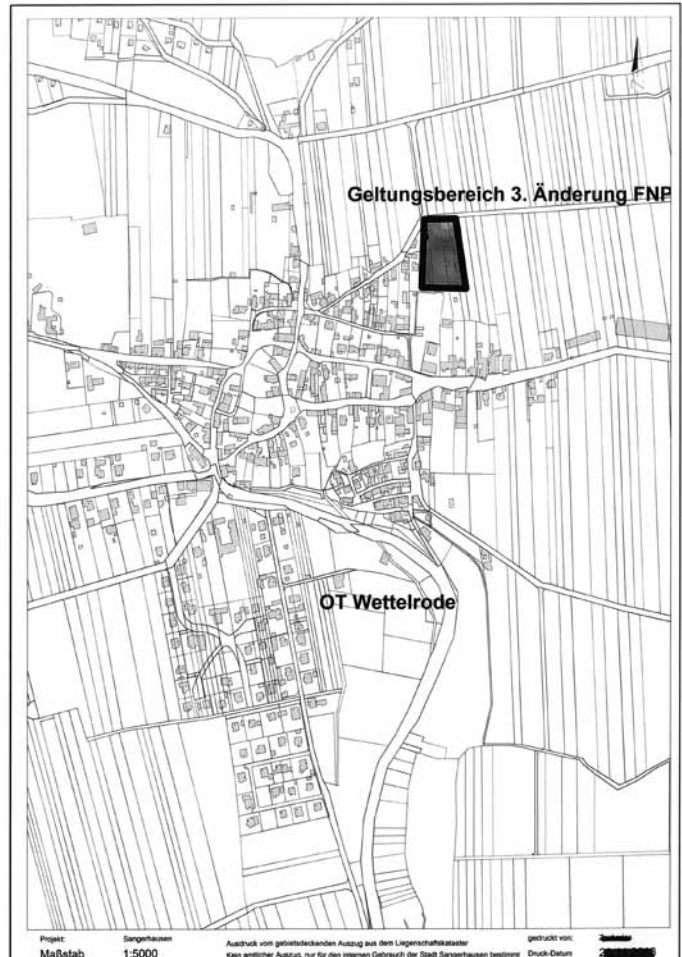 Geltungsbereich 3. Änderung FNP
OT Wettelrode
Projekt: Sangerhausen Ausdruck vom gebietsdeckenden Auszug aus dem Liegenschaftskataster gedruckt von:
Maßstab 1:5000 Kein amtlicher Auszug, nur für den internen Gebrauch der Stadt Sangerhausen bestimmt Druck-Datum